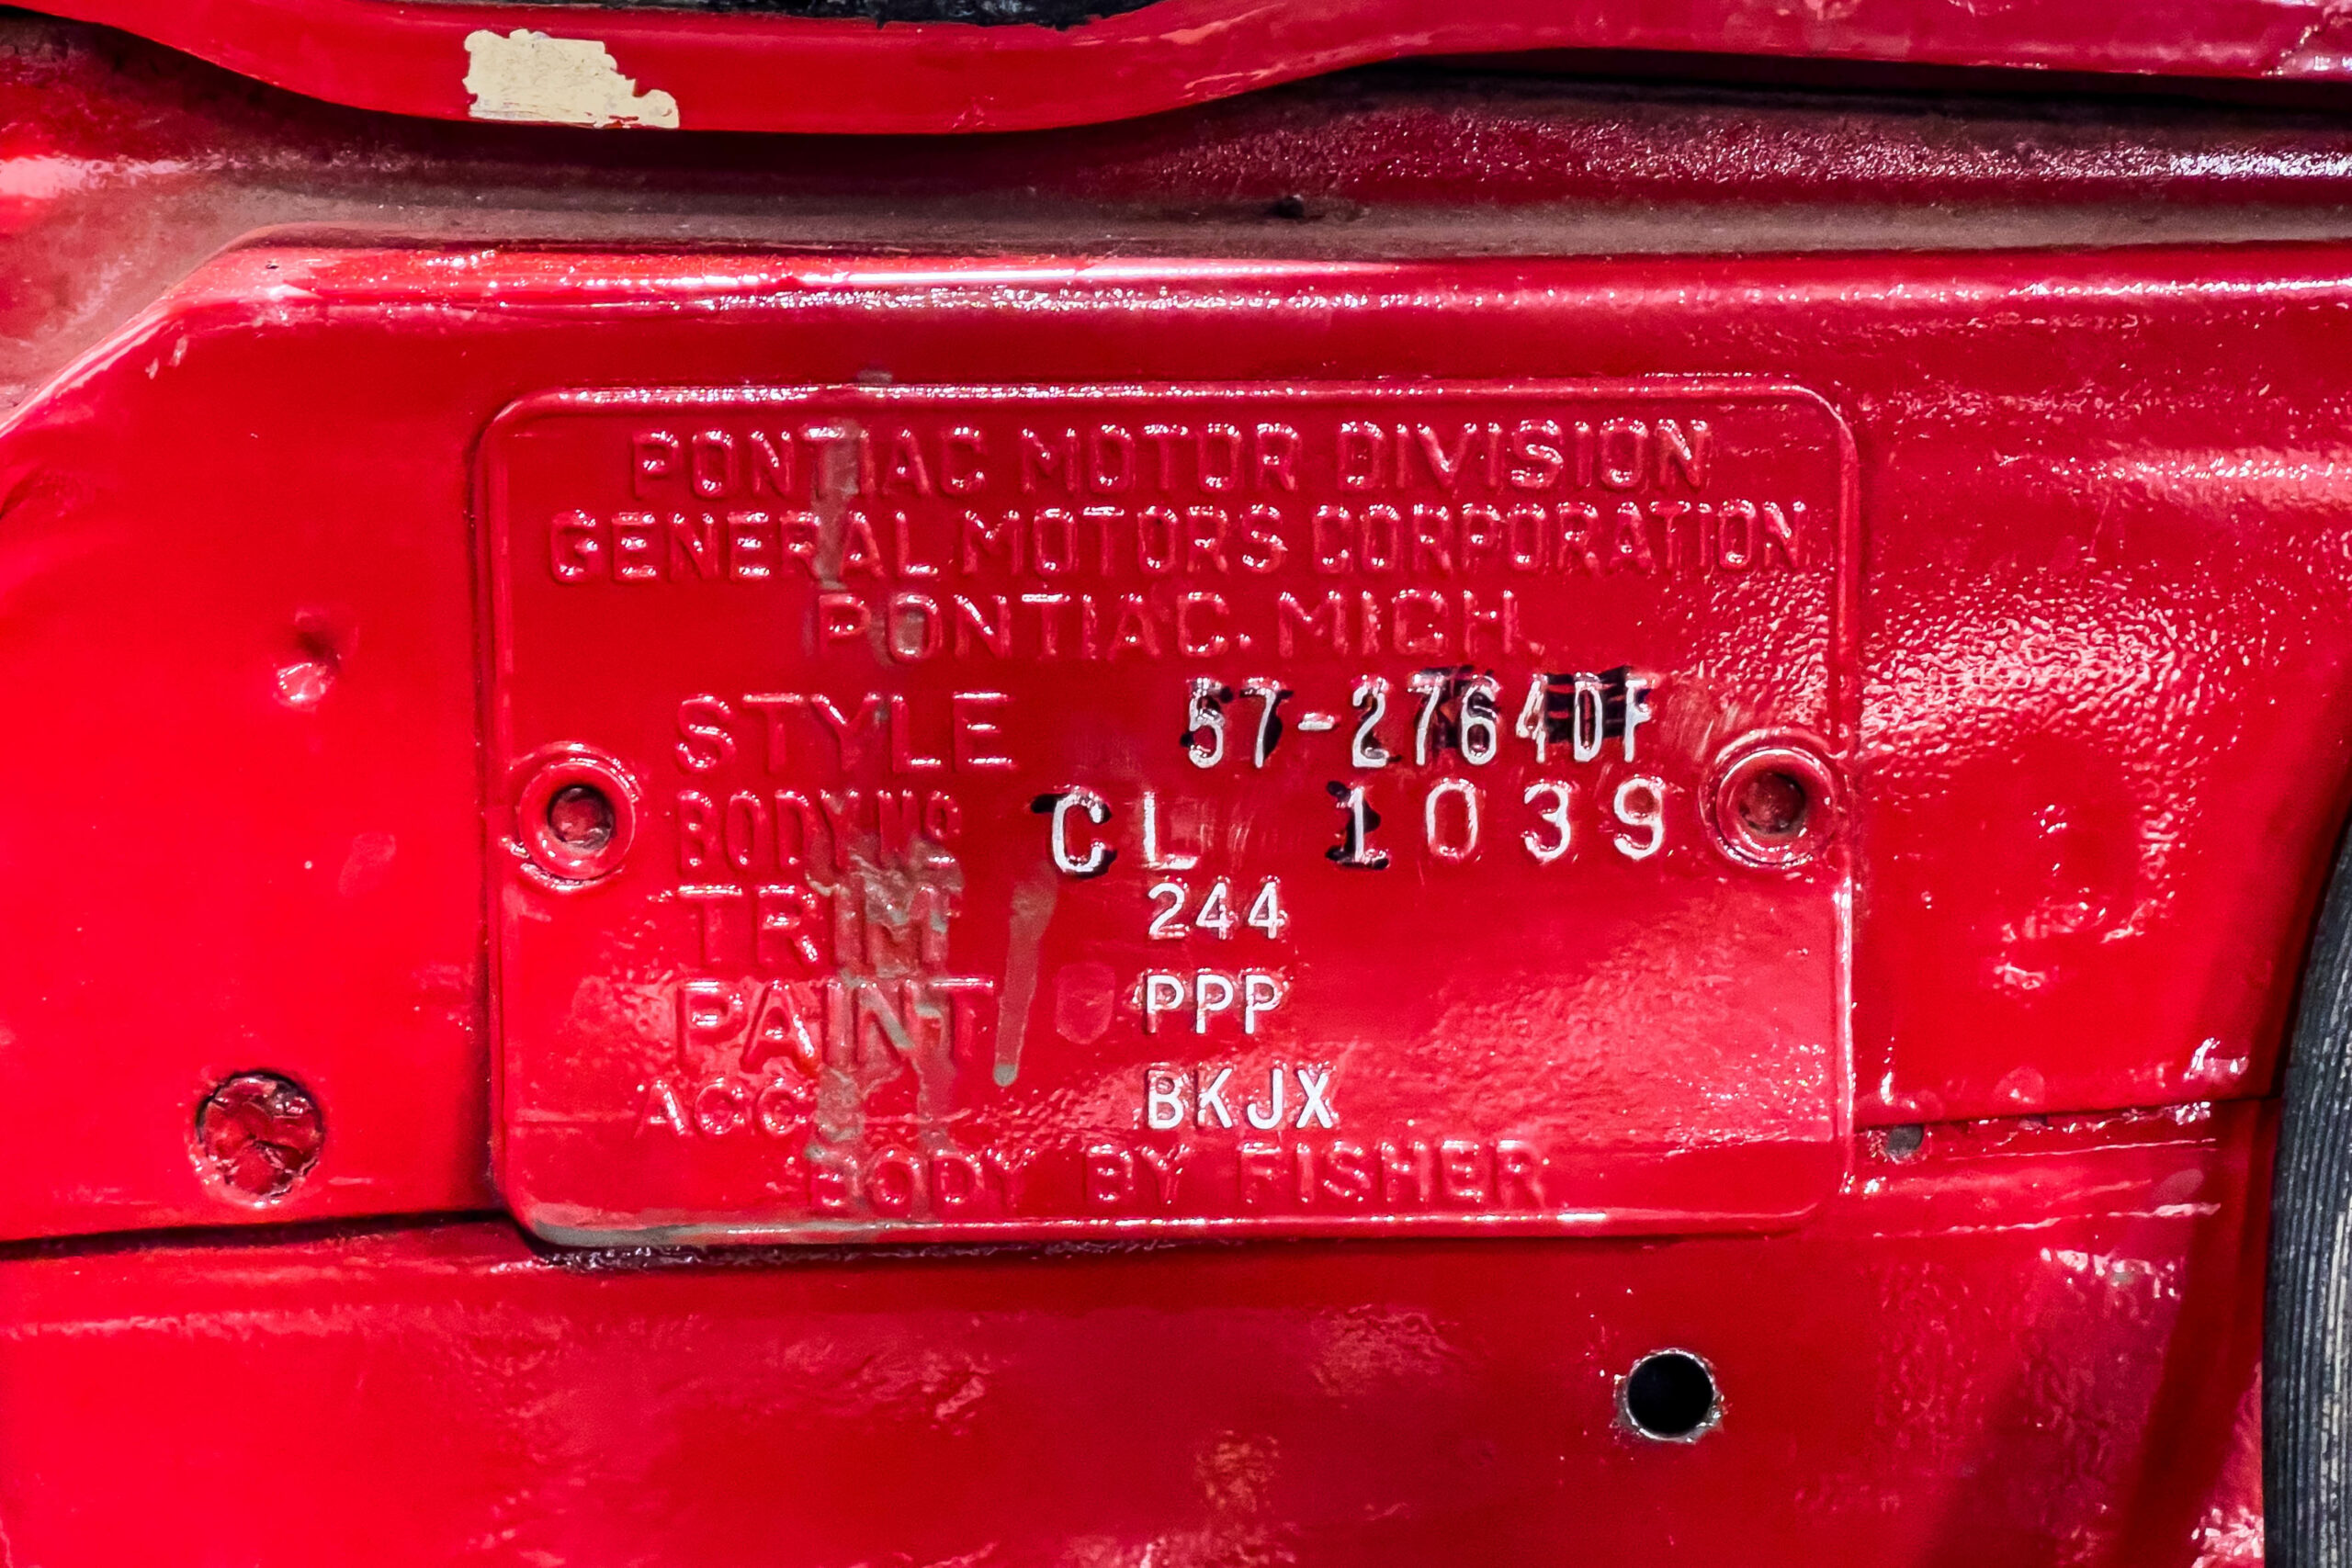 PONTIAC MOTOR DIVISION
GENERAL MOTORS CORPORATION
PONTIAC. MICH.
STYLE 57-2764DF
BODY NO CL 1039
TRIM 244
PAINT PPP
ACC BKJX
BODY BY FISHER